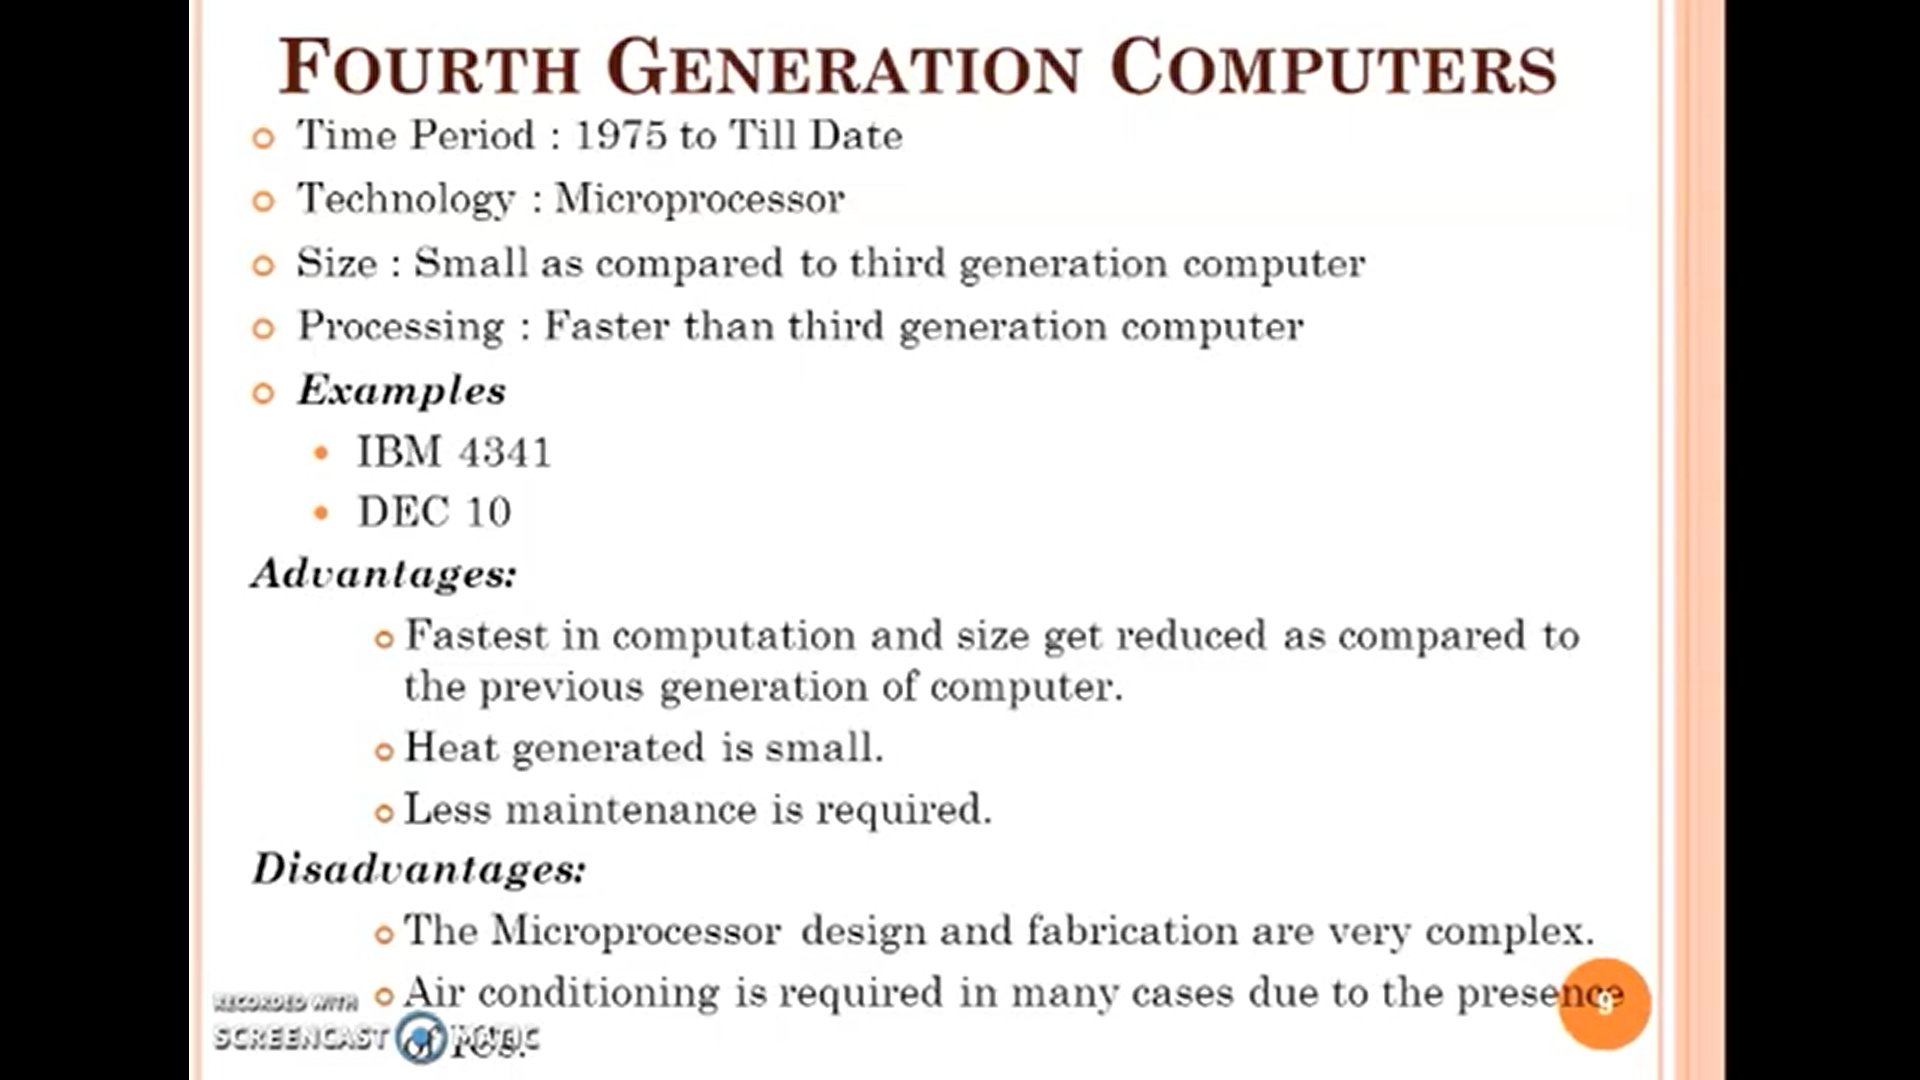 FOURTH GENERATION COMPUTERS
Time Period : 1975 to Till Date
Technology : Microprocessor
Size : Small as compared to third generation computer
Processing : Faster than third generation computer
Examples
IBM 4341
DEC 10
Advantages:
Fastest in computation and size get reduced as compared to
the previous generation of computer.
Heat generated is small.
Less maintenance is required.
Disadvantages:
The Microprocessor design and fabrication are very complex.
Air conditioning is required in many cases due to the presence
of ICs.
9
RECORDED WITH
SCREENCAST MATIC